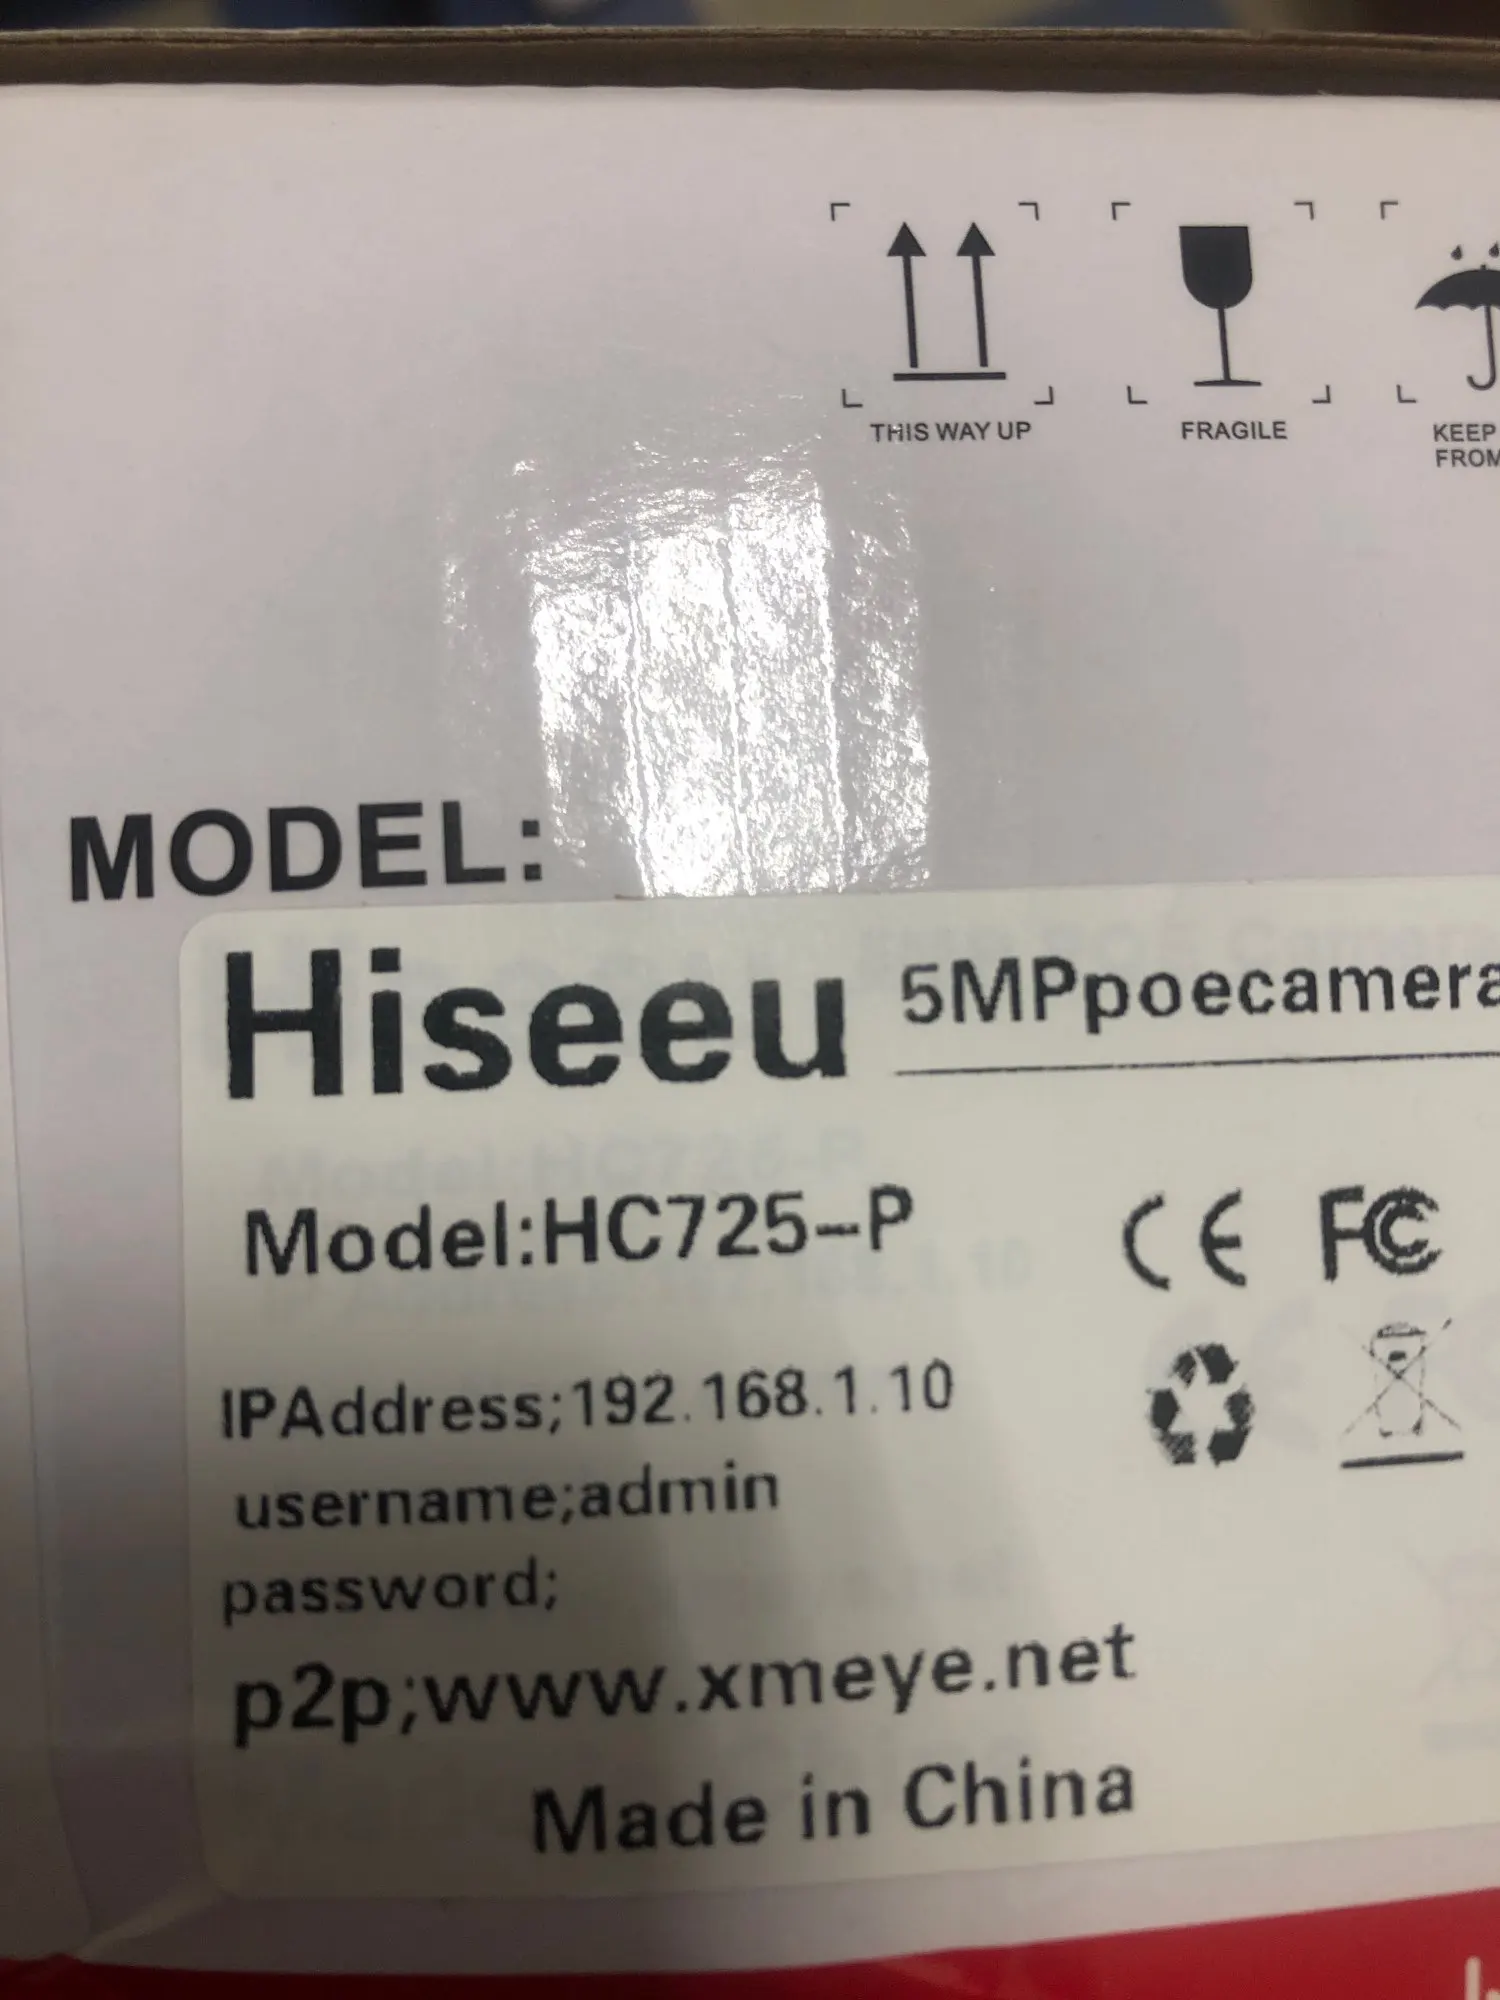 THIS WAY UP
FRAGILE
KEEP
FROM
MODEL:
Hiseeu 5MPpoecamera
Model:HC725-P
CE FC
IPAddress;192.168.1.10
username;admin
password;
p2p;www.xmeye.net
Made in China